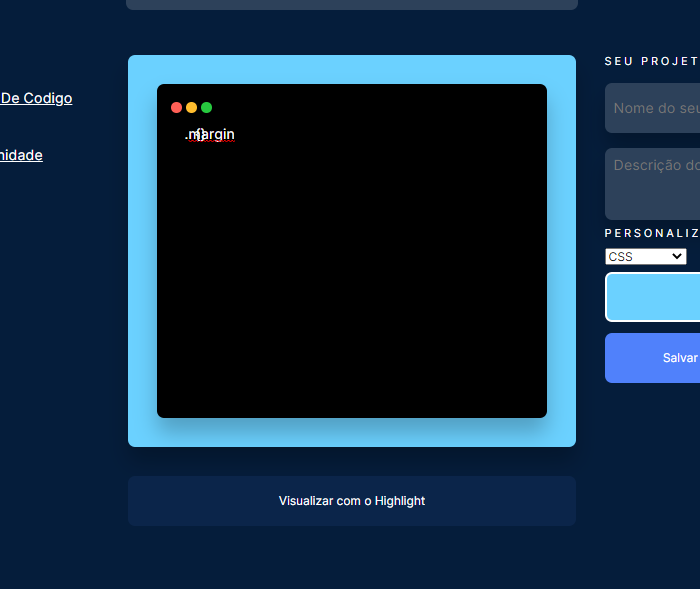 De Codigo
nidade
.margin
{}
Visualizar com o Highlight
SEU PROJET
Nome do seu
Descrição do
PERSONALIZ
CSS
Salvar